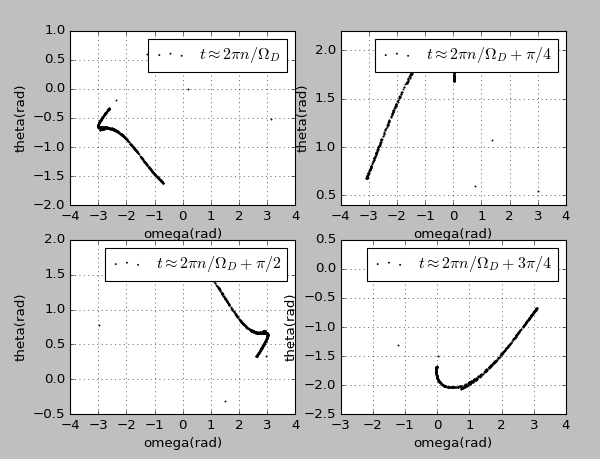 1.0
0.5
0.0
−0.5
−1.0
−1.5
−2.0
theta(rad)
t ≈ 2πn/Ω_D
−4 −3 −2 −1 0 1 2 3 4
omega(rad)
2.0
1.5
1.0
0.5
theta(rad)
t ≈ 2πn/Ω_D + π/4
−4 −3 −2 −1 0 1 2 3 4
omega(rad)
2.0
1.5
1.0
0.5
0.0
−0.5
theta(rad)
t ≈ 2πn/Ω_D + π/2
−4 −3 −2 −1 0 1 2 3 4
omega(rad)
0.5
0.0
−0.5
−1.0
−1.5
−2.0
−2.5
theta(rad)
t ≈ 2πn/Ω_D + 3π/4
−3 −2 −1 0 1 2 3 4
omega(rad)